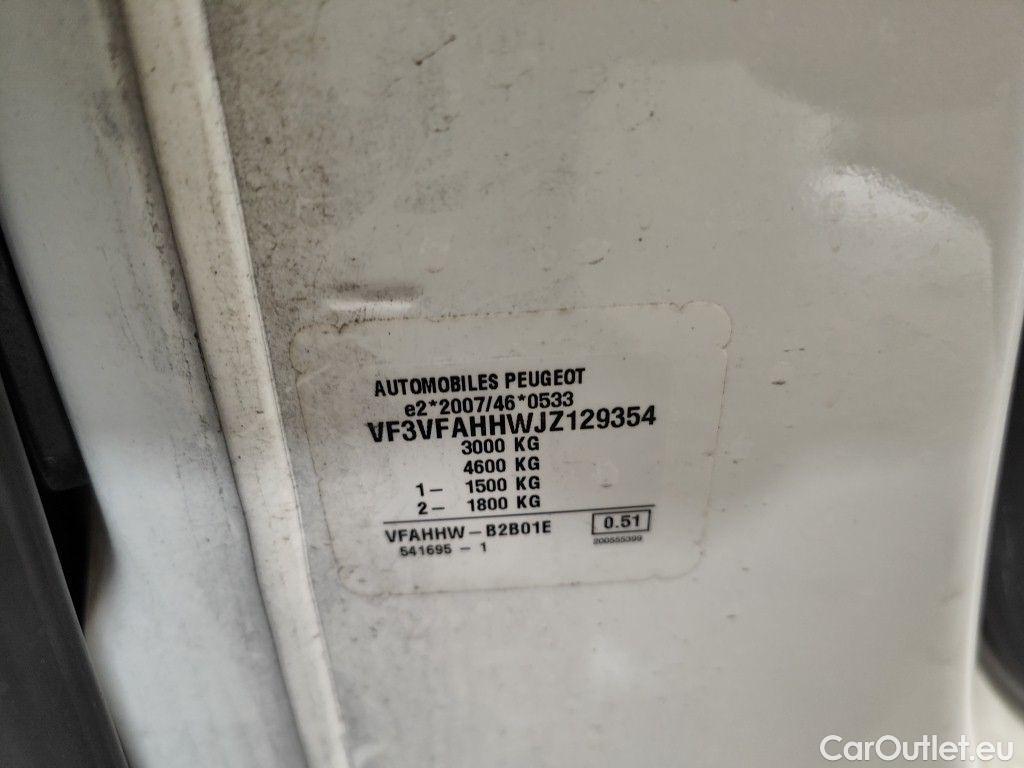 AUTOMOBILES PEUGEOT
e2*2007/46*0533
VF3VFAHHWJZ129354
3000 KG
4600 KG
1- 1500 KG
2- 1800 KG
VFAHHW-B2B01E 0.51
541695 - 1 200555399
CarOutlet.eu